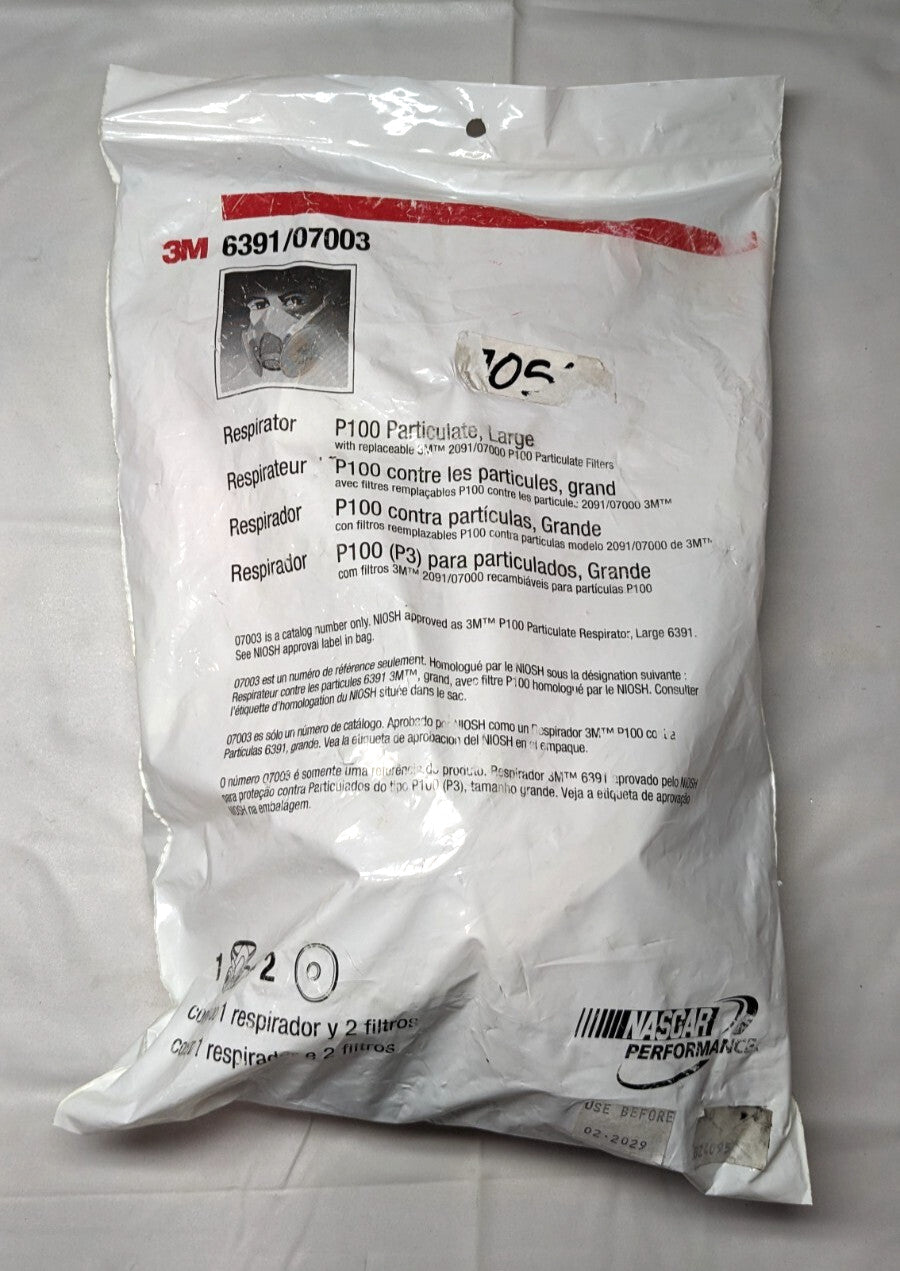 3M 6391/07003
Respirator P100 Particulate, Large
with replaceable 3M™ 2091/07000 P100 Particulate Filters
Respirateur P100 contre les particules, grand
avec filtres remplaçables P100 contre les particule: 2091/07000 3M™
Respirador P100 contra partículas, Grande
con filtros reemplazables P100 contra particulas modelo 2091/07000 de 3M™
Respirador P100 (P3) para particulados, Grande
com filtros 3M™ 2091/07000 recambiáveis para partículas P100
07003 is a catalog number only. NIOSH approved as 3M™ P100 Particulate Respirator, Large 6391.
See NIOSH approval label in bag.
07003 est un numéro de référence seulement. Homologué par le NIOSH sous la désignation suivante :
Respirateur contre les particules 6391 3M™, grand, avec filtre P100 homologué par le NIOSH. Consulter
l'étiquette d'homologation du NIOSH située dans le sac.
07003 es sólo un número de catálogo. Aprobado por NIOSH como un Respirador 3M™ P100
Particulas 6391, grande. Vea la etiqueta de aprobacion del NIOSH en el empaque.
O número 07003 é somente uma referência do produto. Respirador 3M™ 6391 aprovado pelo NIOSH
para proteção contra Particulados do tipo P100 (P3), tamanho grande. Veja a etiqueta de aprovação
NIOSH na embalagem.
1 2
1 respirador y 2 filtros
1 respirador e 2 filtros
NASCAR
PERFORMANCE
USE BEFORE
02-2029